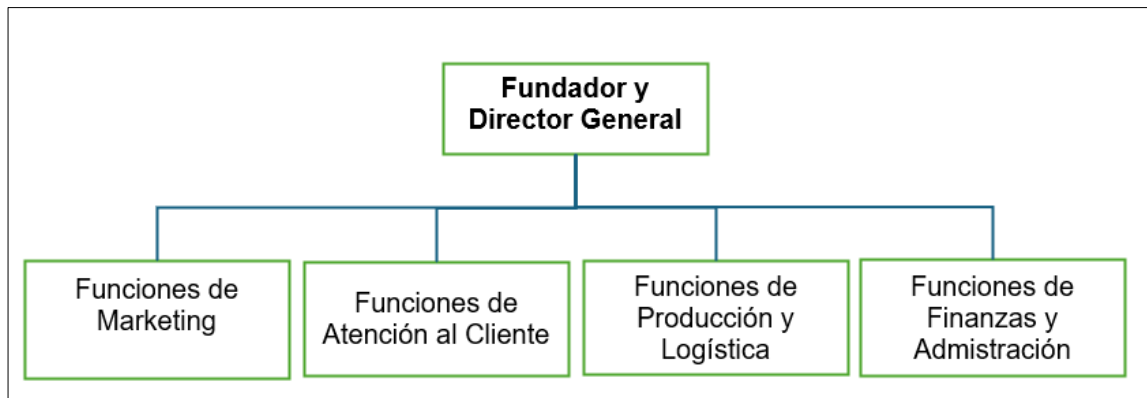 Fundador y
Director General
Funciones de
Marketing
Funciones de
Atención al Cliente
Funciones de
Producción y
Logística
Funciones de
Finanzas y
Admistración